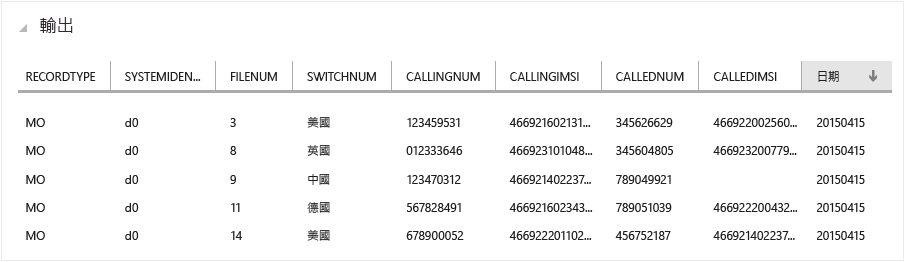 輸出
RECORDTYPE SYSTEMIDEN... FILENUM SWITCHNUM CALLINGNUM CALLINGIMSI CALLEDNUM CALLEDIMSI 日期
MO d0 3 美國 123459531 466921602131... 345626629 466922002560... 20150415
MO d0 8 英國 012333646 466923101048... 345604805 466923200779... 20150415
MO d0 9 中國 123470312 466921402237... 789049921 20150415
MO d0 11 德國 567828491 466921602343... 789051039 466922200432... 20150415
MO d0 14 美國 678900052 466922201102... 456752187 466921402237... 20150415